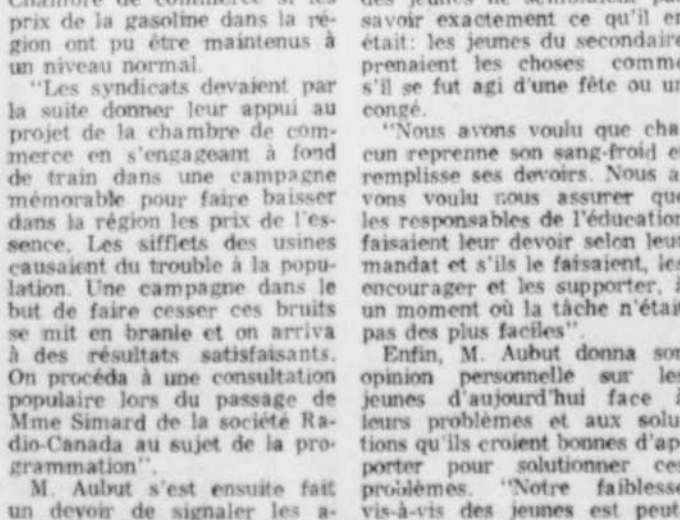 Chambre de commerce si les
prix de la gasoline dans la ré-
gion ont pu être maintenus à
un niveau normal.
"Les syndicats devaient par
la suite donner leur appui au
projet de la chambre de com-
merce en s'engageant à fond
de train dans une campagne
mémorable pour faire baisser
dans la région les prix de l'es-
sence. Les sifflets des usines
causaient du trouble à la popu-
lation. Une campagne dans le
but de faire cesser ces bruits
se mit en branle et on arriva
à des résultats satisfaisants.
On procéda à une consultation
populaire lors du passage de
Mme Simard de la société Ra-
dio-Canada au sujet de la pro-
grammation".
M. Aubut s'est ensuite fait
un devoir de signaler les a-
des jeunes ne semblaient pas
savoir exactement ce qu'il en
était: les jeunes du secondaire
prenaient les choses comme
s'il se fut agi d'une fête ou un
congé.
"Nous avons voulu que cha-
cun reprenne son sang-froid et
remplisse ses devoirs. Nous a-
vons voulu nous assurer que
les responsables de l'éducation
faisaient leur devoir selon leur
mandat et s'ils le faisaient, les
encourager et les supporter, à
un moment où la tâche n'était
pas des plus faciles".
Enfin, M. Aubut donna son
opinion personnelle sur les
jeunes d'aujourd'hui face à
leurs problèmes et aux solu-
tions qu'ils croient bonnes d'ap-
porter pour solutionner ces
problèmes. "Notre faiblesse
vis-à-vis des jeunes est peut-